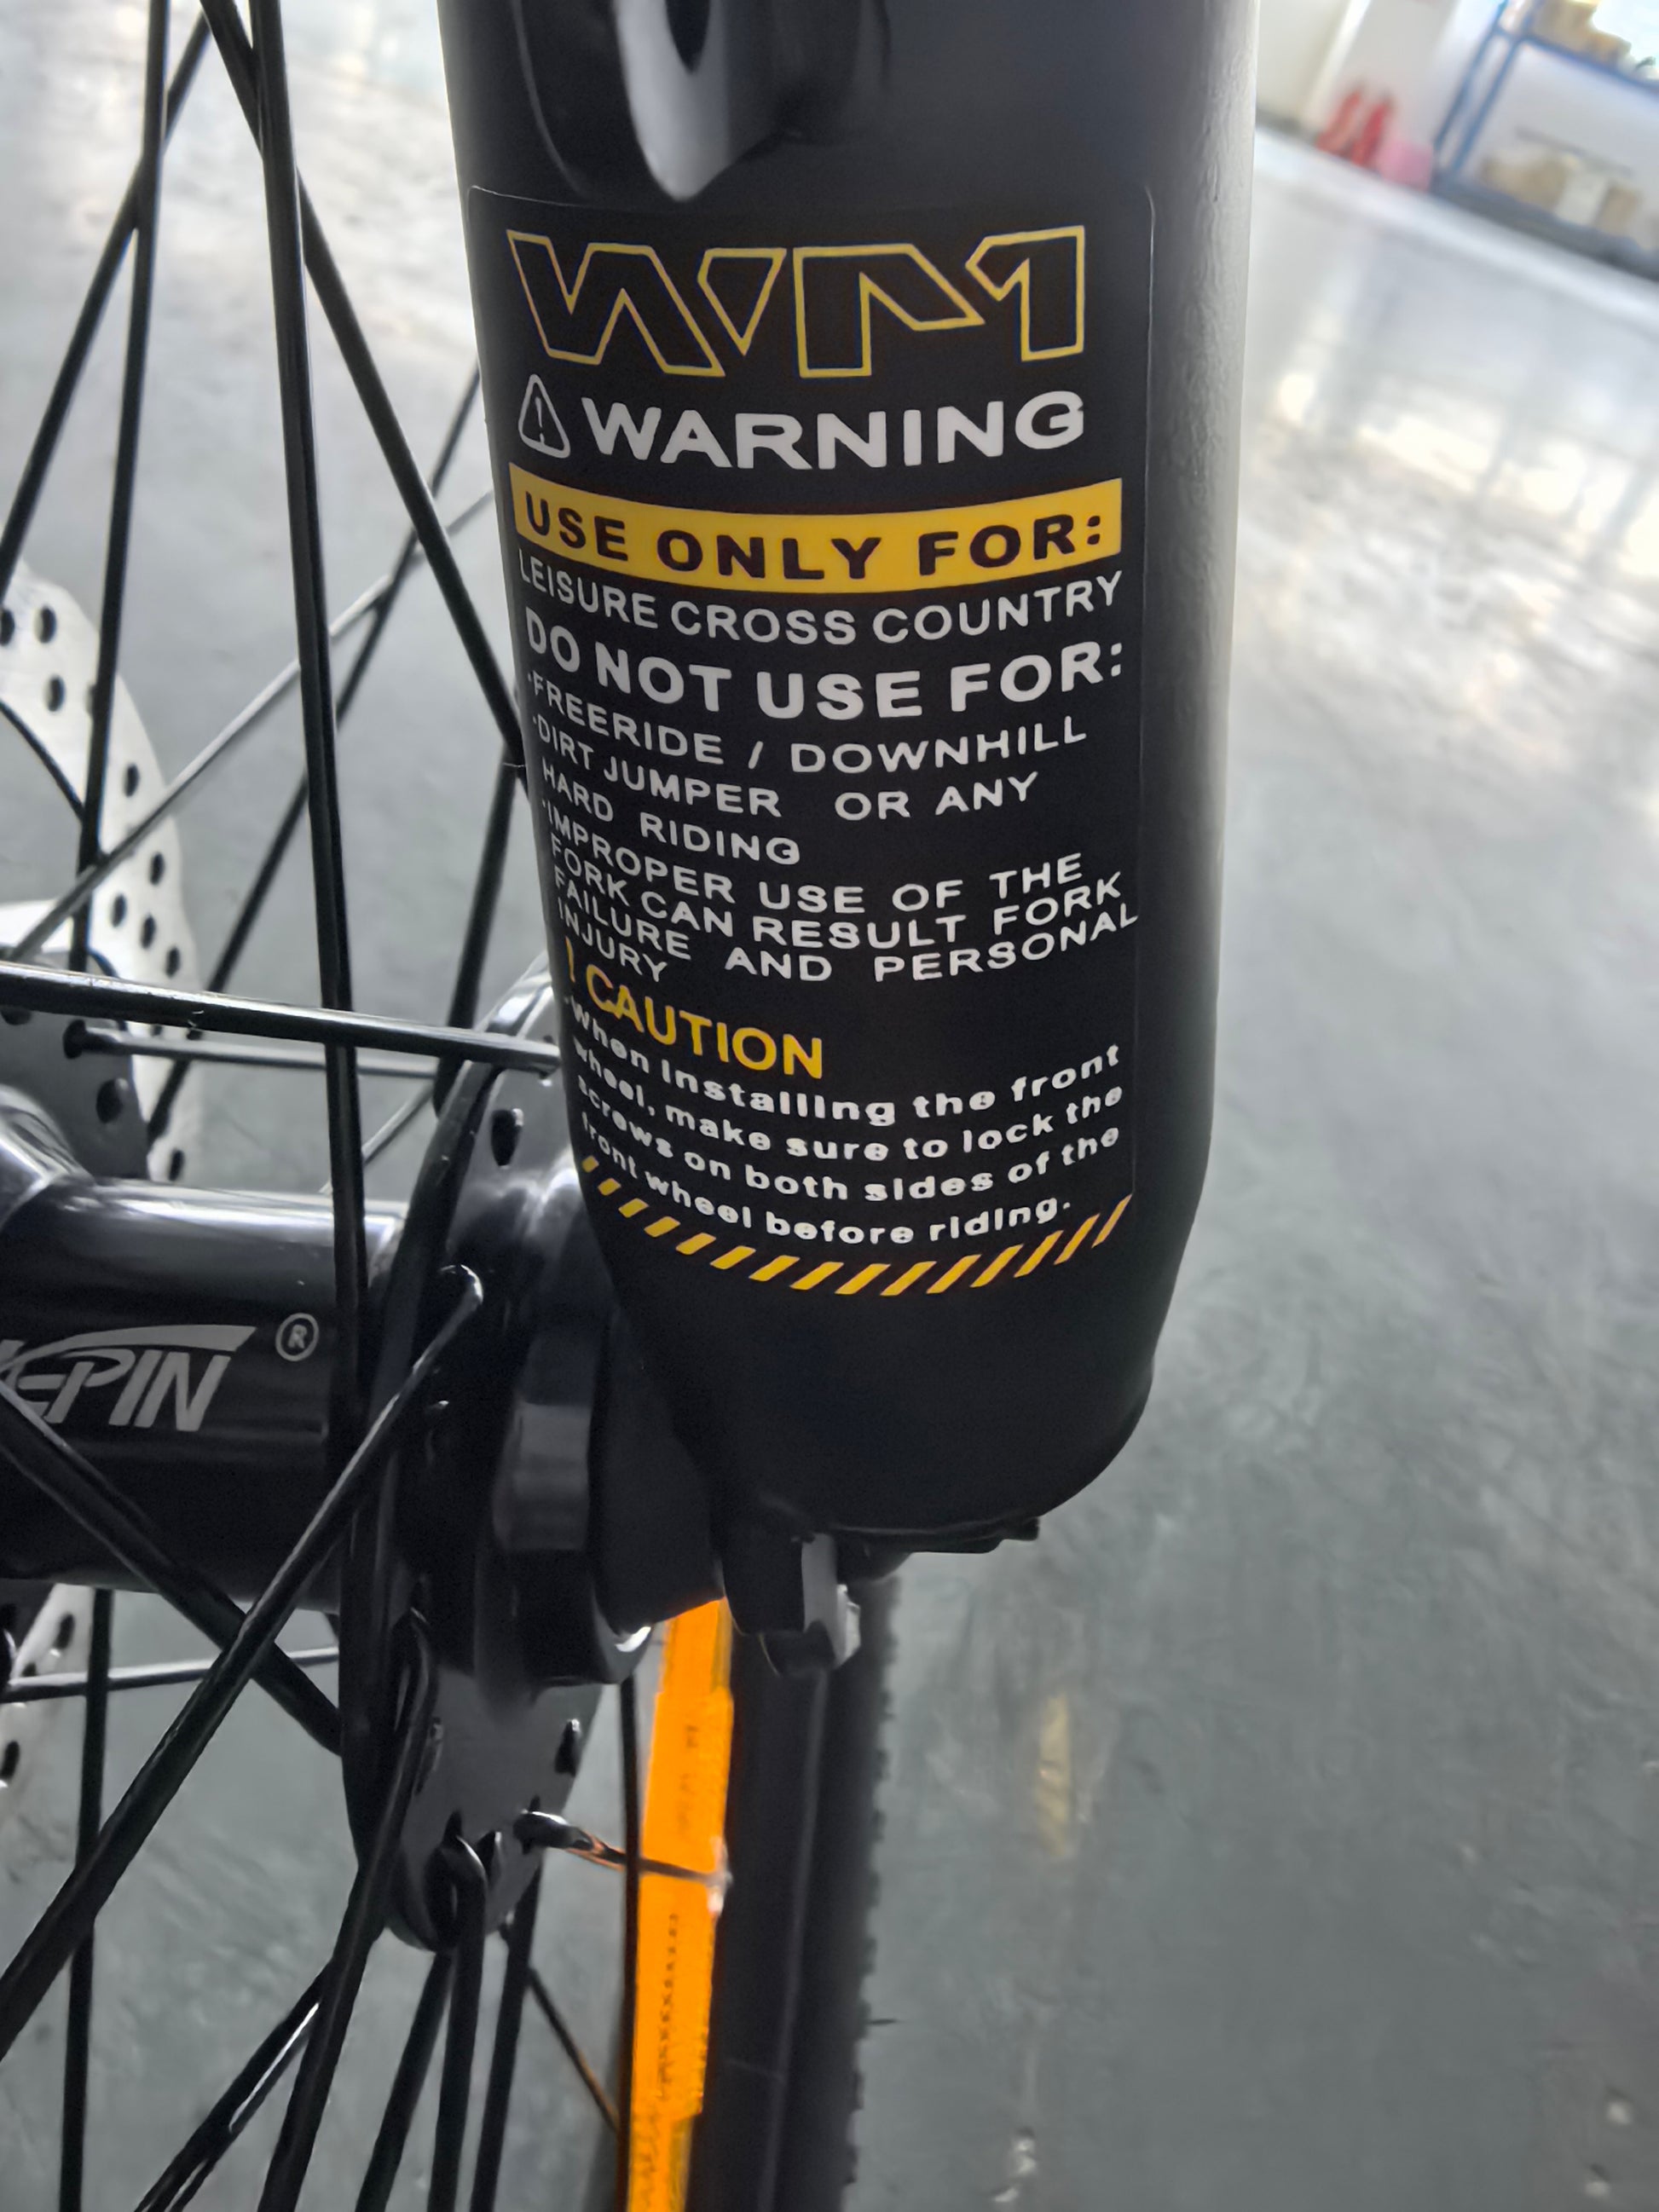 WM
WARNING
USE ONLY FOR:
LEISURE CROSS COUNTRY
DO NOT USE FOR:
·FREERIDE / DOWNHILL
·DIRT JUMPER OR ANY
HARD RIDING
·IMPROPER USE OF THE
FORK CAN RESULT FORK
FAILURE AND PERSONAL
INJURY
! CAUTION
·When installing the front
wheel, make sure to lock the
screws on both sides of the
front wheel before riding.
®